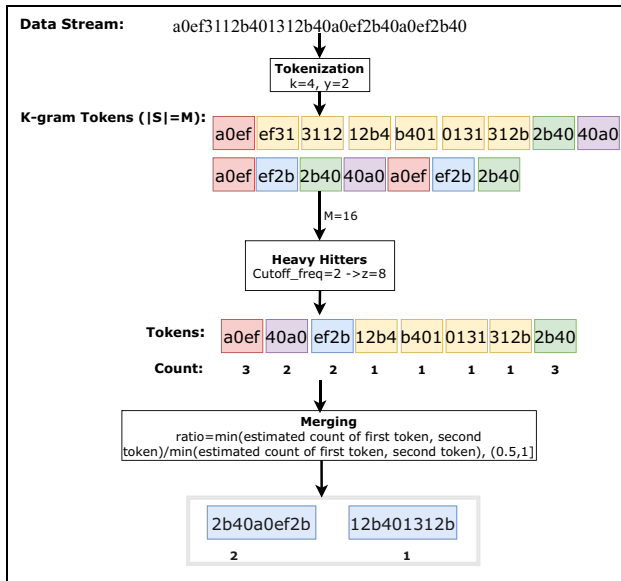 Data Stream: a0ef3112b401312b40a0ef2b40a0ef2b40
Tokenization
k=4, y=2
K-gram Tokens (|S|=M):
a0ef ef31 3112 12b4 b401 0131 312b 2b40 40a0
a0ef ef2b 2b40 40a0 a0ef ef2b 2b40
M=16
Heavy Hitters
Cutoff_freq=2 ->z=8
Tokens: a0ef 40a0 ef2b 12b4 b401 0131 312b 2b40
Count: 3 2 2 1 1 1 1 3
Merging
ratio=min(estimated count of first token, second
token)/min(estimated count of first token, second token), (0.5,1]
2b40a0ef2b 12b401312b
2 1